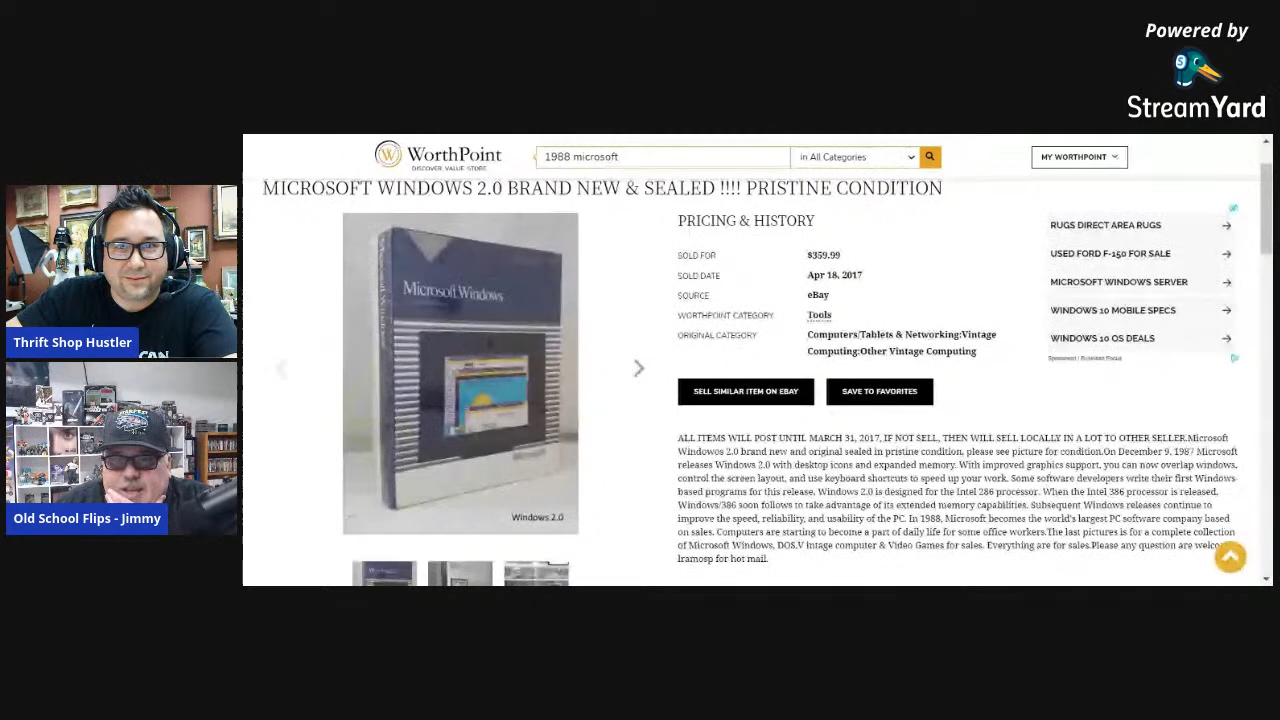 Powered by
StreamYard
WorthPoint
DISCOVER. VALUE. STORE.
1988 microsoft
in All Categories
MY WORTHPOINT
MICROSOFT WINDOWS 2.0 BRAND NEW & SEALED !!!! PRISTINE CONDITION
Microsoft Windows
Windows 2.0
PRICING & HISTORY
SOLD FOR $359.99
SOLD DATE Apr 18, 2017
SOURCE eBay
WORTHPOINT CATEGORY Tools
ORIGINAL CATEGORY Computers/Tablets & Networking:Vintage
Computing:Other Vintage Computing
SELL SIMILAR ITEM ON EBAY
SAVE TO FAVORITES
RUGS DIRECT AREA RUGS
USED FORD F-150 FOR SALE
MICROSOFT WINDOWS SERVER
WINDOWS 10 MOBILE SPECS
WINDOWS 10 OS DEALS
Sponsored | Business Focus
ALL ITEMS WILL POST UNTIL MARCH 31, 2017, IF NOT SELL, THEN WILL SELL LOCALLY IN A LOT TO OTHER SELLER.Microsoft
Windowos 2.0 brand new and original sealed in pristine condition, please see picture for condition.On December 9, 1987 Microsoft
releases Windows 2.0 with desktop icons and expanded memory. With improved graphics support, you can now overlap windows,
control the screen layout, and use keyboard shortcuts to speed up your work. Some software developers write their first Windows-
based programs for this release. Windows 2.0 is designed for the Intel 286 processor. When the Intel 386 processor is released,
Windows/386 soon follows to take advantage of its extended memory capabilities. Subsequent Windows releases continue to
improve the speed, reliability, and usability of the PC. In 1988, Microsoft becomes the world's largest PC software company based
on sales. Computers are starting to become a part of daily life for some office workers.The last pictures is for a complete collection
of Microsoft Windows, DOS.V intage computer & Video Games for sales. Everything are for sales.Please any question are
lramosp for hot mail.
Thrift Shop Hustler
CAN
Old School Flips - Jimmy